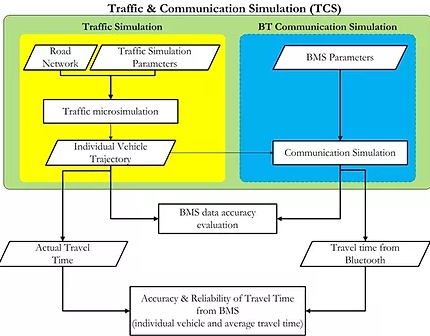 Traffic & Communication Simulation (TCS)
Traffic Simulation
BT Communication Simulation
Road
Network
Traffic Simulation
Parameters
BMS Parameters
Traffic microsimulation
Individual Vehicle
Trajectory
Communication Simulation
BMS data accuracy
evaluation
Actual Travel
Time
Travel time from
Bluetooth
Accuracy & Reliability of Travel Time
from BMS
(individual vehicle and average travel time)